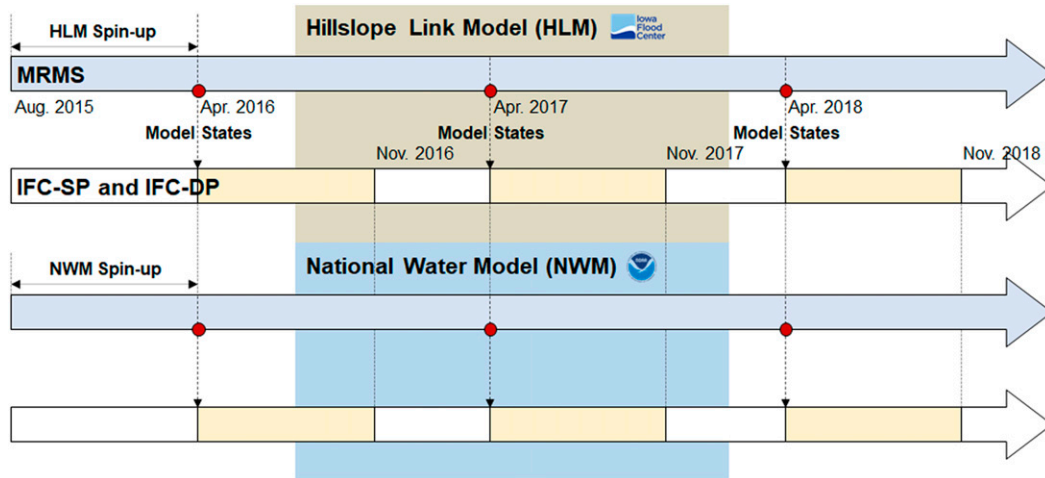 HLM Spin-up
Hillslope Link Model (HLM)
Iowa
Flood
Center
MRMS
Aug. 2015
Apr. 2016
Apr. 2017
Apr. 2018
Model States
Model States
Model States
Nov. 2016
Nov. 2017
Nov. 2018
IFC-SP and IFC-DP
NWM Spin-up
National Water Model (NWM)